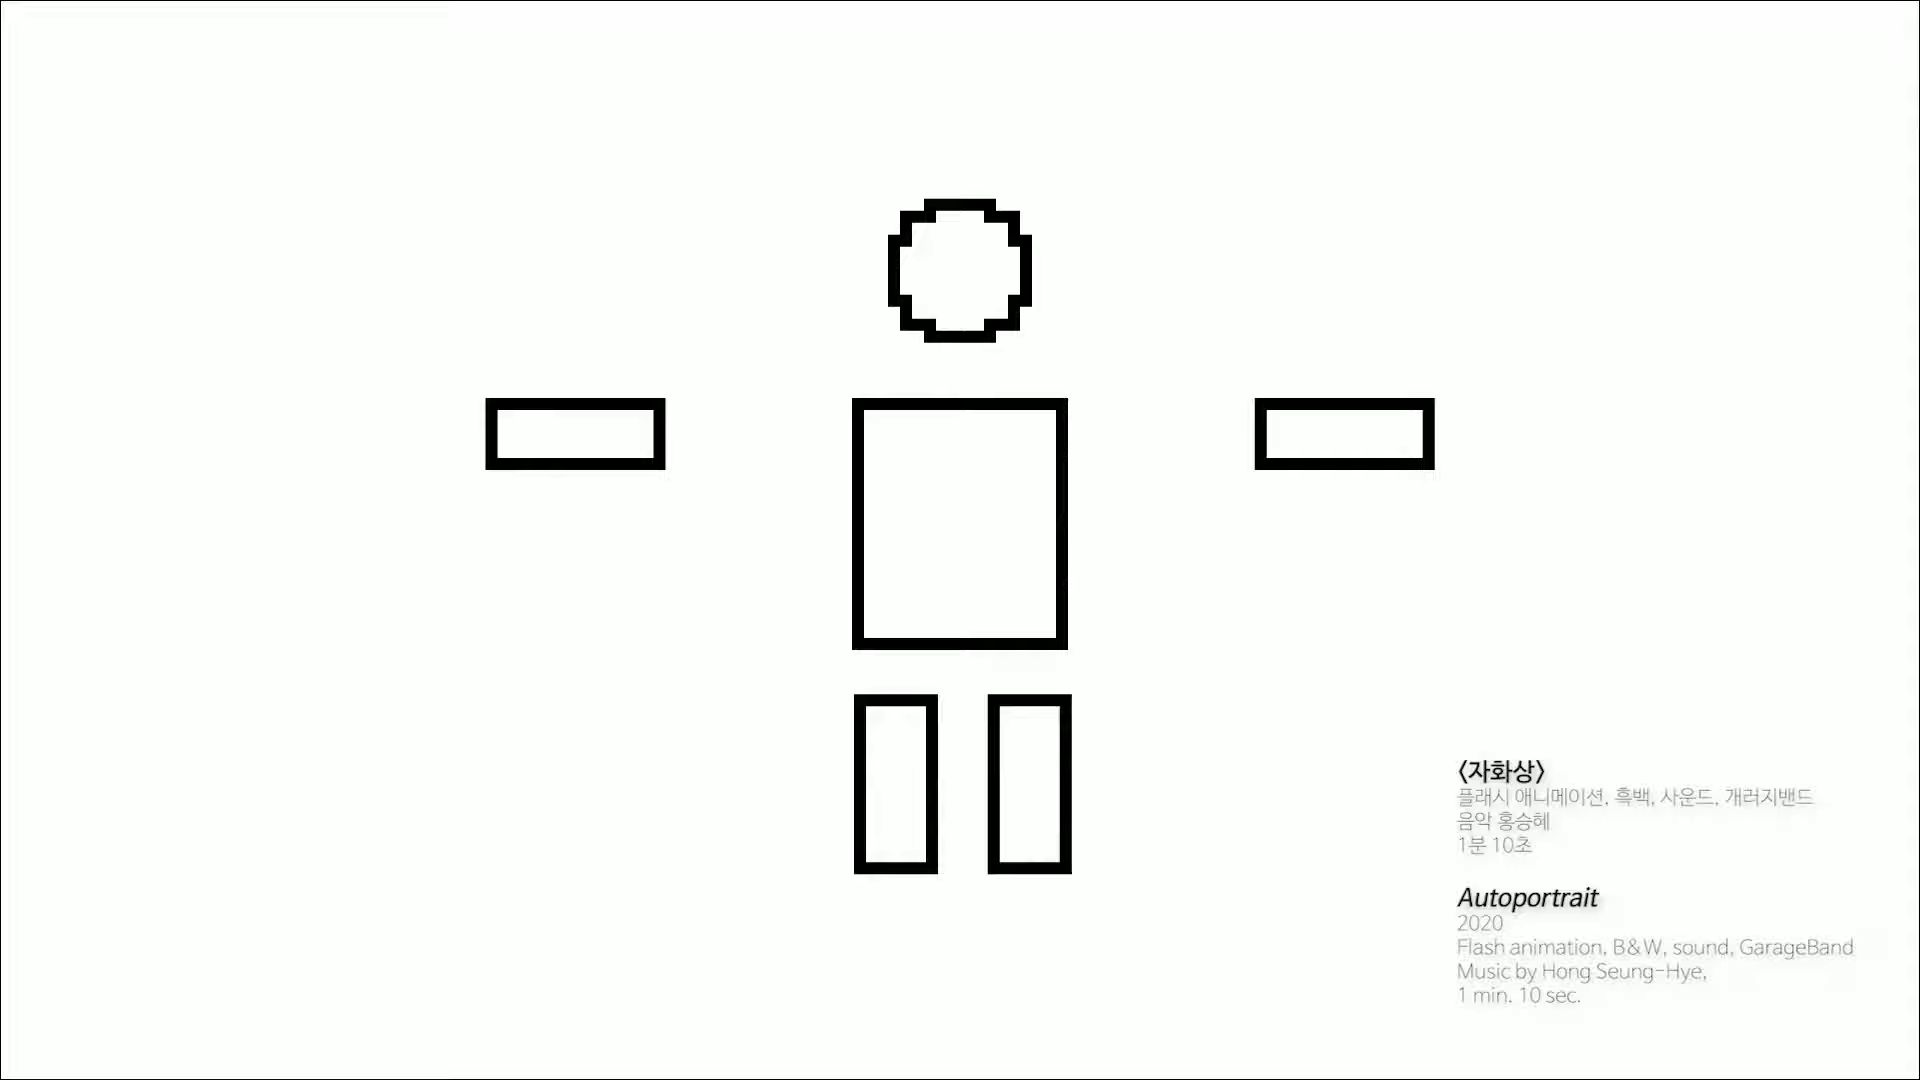 〈자화상〉
플래시 애니메이션, 흑백, 사운드, 개러지밴드
음악 홍승혜
1분 10초
Autoportrait
2020
Flash animation, B&W, sound, GarageBand
Music by Hong Seung-Hye,
1 min. 10 sec.